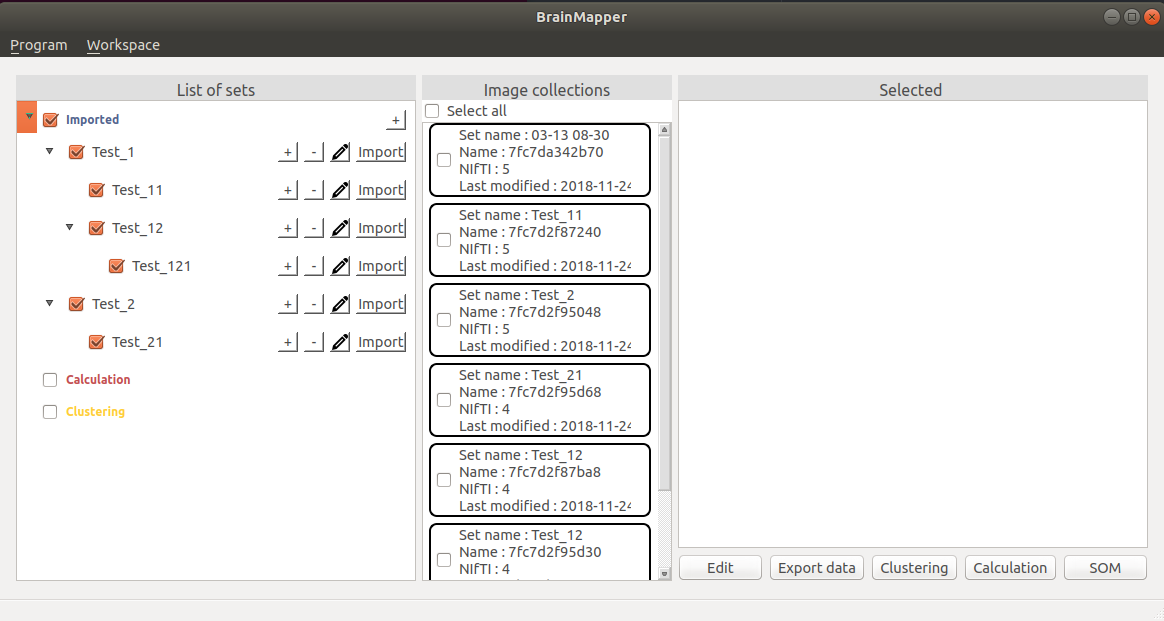 BrainMapper
Program Workspace
List of sets
Imported +
Test_1 + - Import
Test_11 + - Import
Test_12 + - Import
Test_121 + - Import
Test_2 + - Import
Test_21 + - Import
Calculation
Clustering
Image collections
Select all
Set name : 03-13 08-30
Name : 7fc7da342b70
NIfTI : 5
Last modified : 2018-11-24
Set name : Test_11
Name : 7fc7d2f87240
NIfTI : 5
Last modified : 2018-11-24
Set name : Test_2
Name : 7fc7d2f95048
NIfTI : 5
Last modified : 2018-11-24
Set name : Test_21
Name : 7fc7d2f95d68
NIfTI : 4
Last modified : 2018-11-24
Set name : Test_12
Name : 7fc7d2f87ba8
NIfTI : 4
Last modified : 2018-11-24
Set name : Test_12
Name : 7fc7d2f95d30
NIfTI : 4
Selected
Edit Export data Clustering Calculation SOM